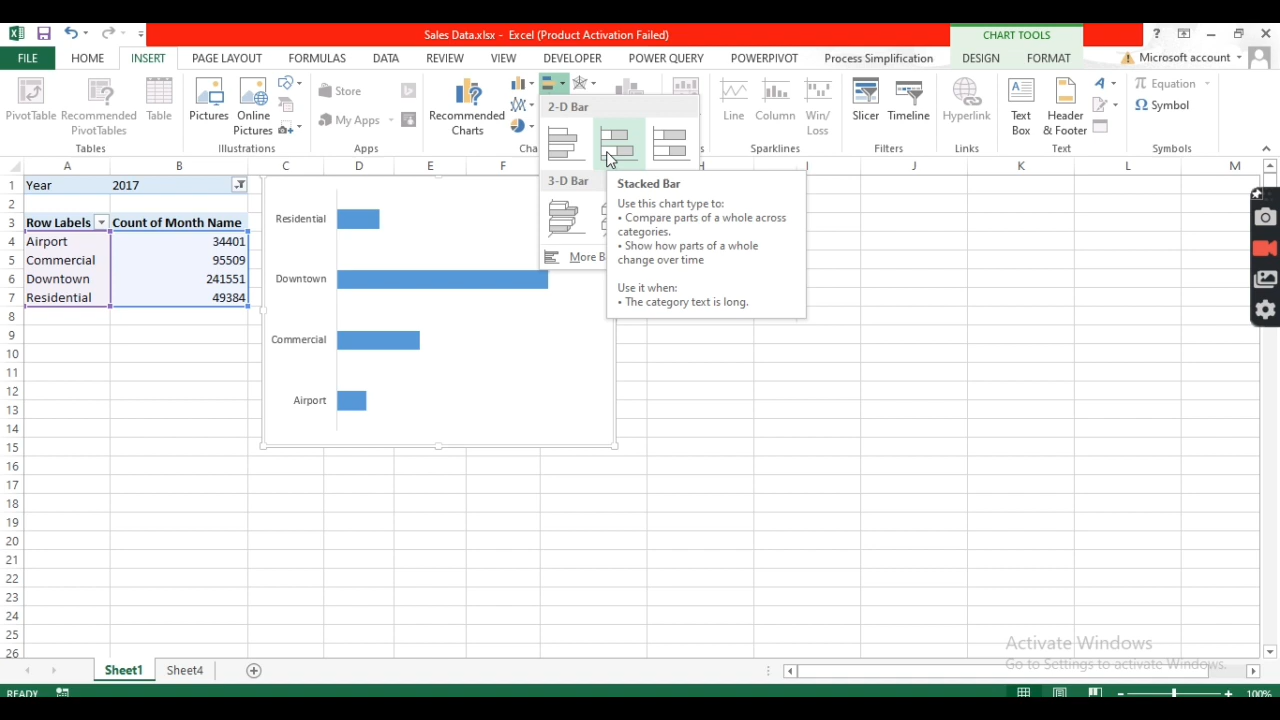 Sales Data.xlsx - Excel (Product Activation Failed)
CHART TOOLS
FILE HOME INSERT PAGE LAYOUT FORMULAS DATA REVIEW VIEW DEVELOPER POWER QUERY POWERPIVOT Process Simplification DESIGN FORMAT Microsoft account
PivotTable Recommended PivotTables Table
Tables
Pictures Online Pictures
Illustrations
Store
My Apps
Apps
Recommended Charts
Cha
Line Column Win/ Loss
Sparklines
Slicer Timeline
Filters
Hyperlink
Links
Text Box Header & Footer
Text
Equation
Symbol
Symbols
2-D Bar
3-D Bar
More B
Stacked Bar
Use this chart type to:
• Compare parts of a whole across
categories.
• Show how parts of a whole
change over time
Use it when:
• The category text is long.
A B C D E F H I J K L M
1 Year 2017
2
3 Row Labels Count of Month Name
4 Airport 34401
5 Commercial 95509
6 Downtown 241551
7 Residential 49384
8
9
10
11
12
13
14
15
16
17
18
19
20
21
22
23
24
25
26
Residential
Downtown
Commercial
Airport
Activate Windows
Go to Settings to activate Windows.
Sheet1 Sheet4
READY
100%